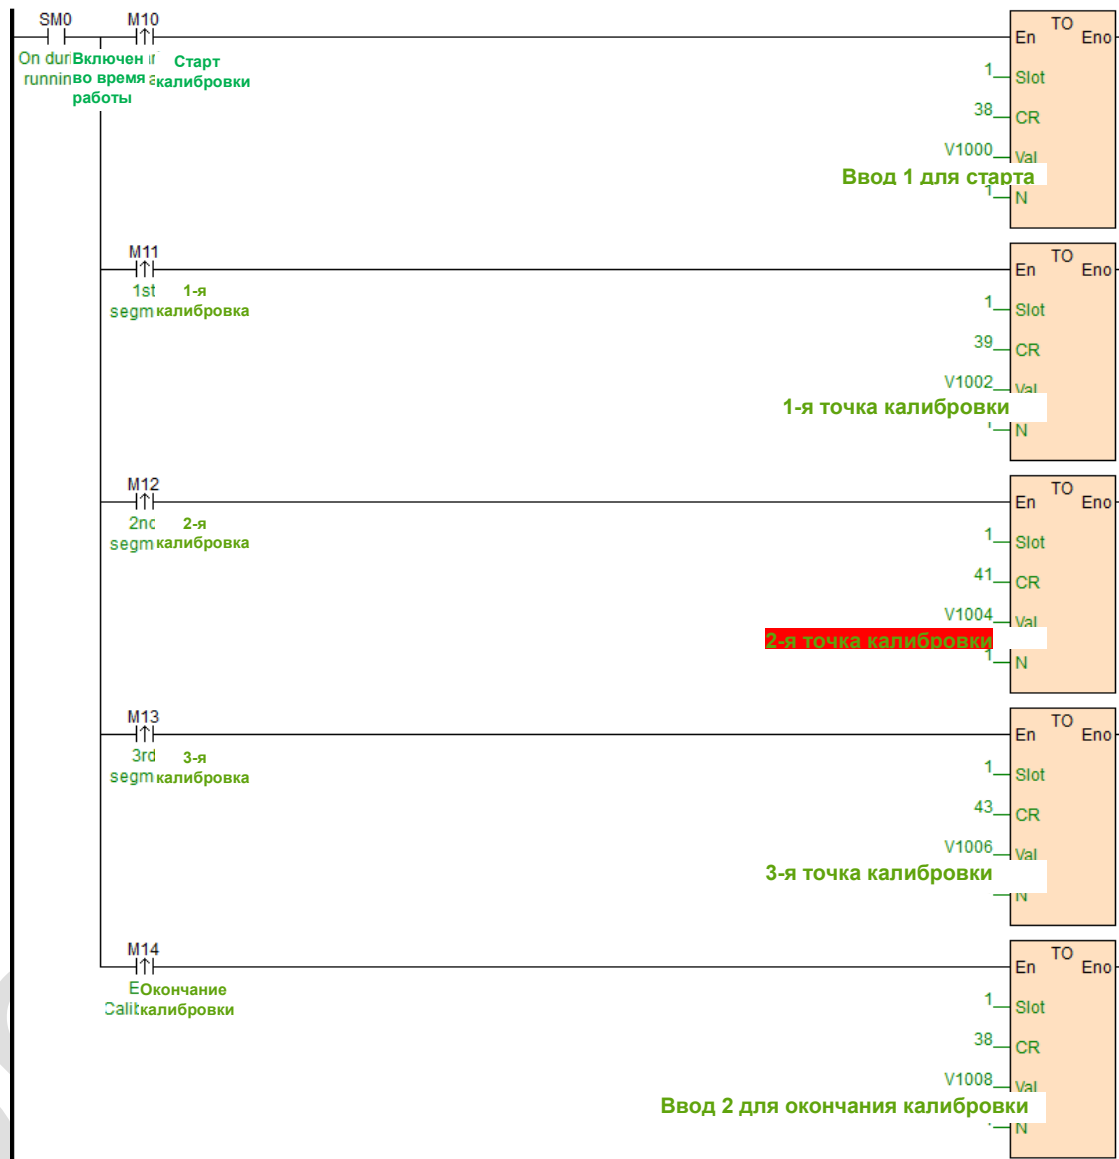 SM0 M10 TO
En Eno
On dur Включен Старт
runnin во время калибровки
работы
1 Slot
38 CR
V1000 Val
Ввод 1 для старта
1 N
M11 TO
En Eno
1st 1-я
segm калибровка
1 Slot
39 CR
V1002 Val
1-я точка калибровки
N
M12 TO
En Eno
2nd 2-я
segm калибровка
1 Slot
41 CR
V1004 Val
2-я точка калибровки
1 N
M13 TO
En Eno
3rd 3-я
segm калибровка
1 Slot
43 CR
V1006 Val
3-я точка калибровки
N
M14 TO
En Eno
E Окончание
Calib калибровки
1 Slot
38 CR
V1008 Val
Ввод 2 для окончания калибровки
N